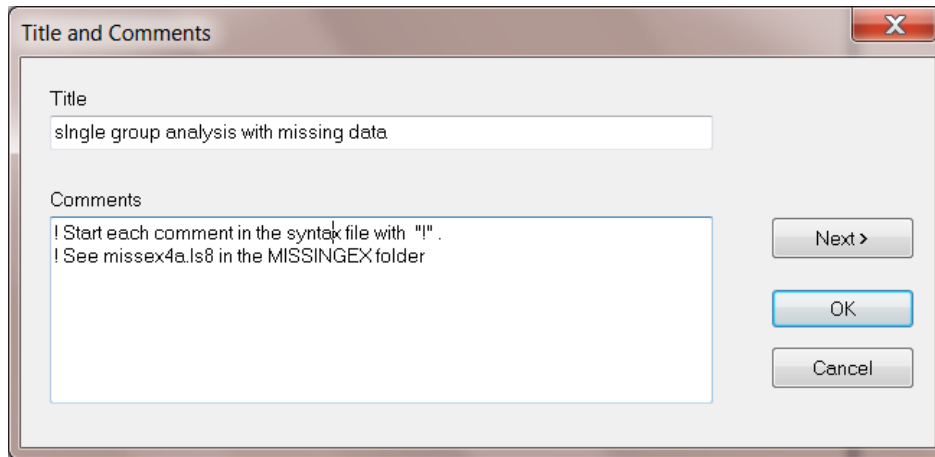 Title and Comments
Title
sIngle group analysis with missing data
Comments
! Start each comment in the syntax file with "!" .
! See missex4a.ls8 in the MISSINGEX folder
Next >
OK
Cancel